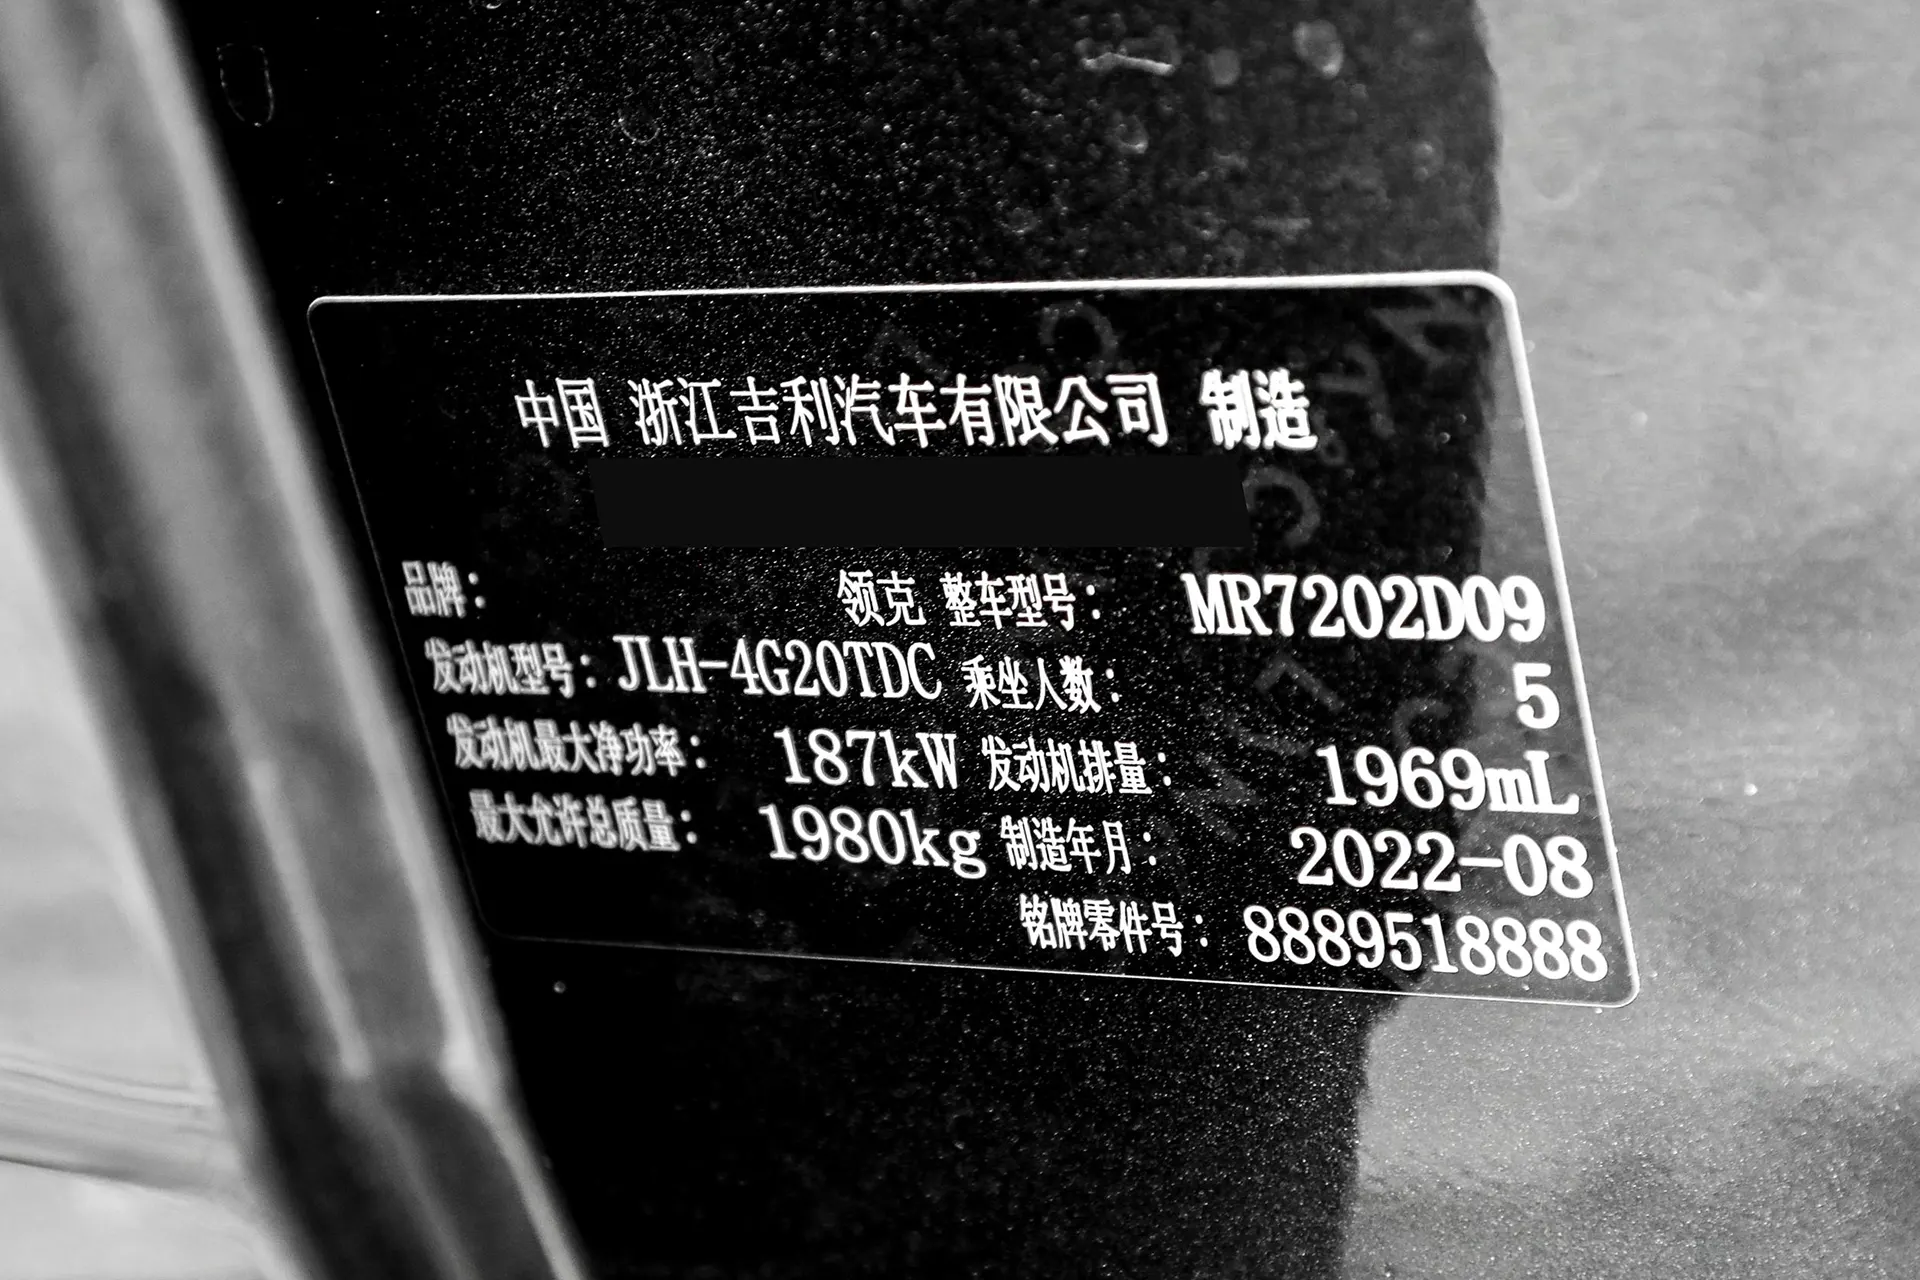 中国 浙江吉利汽车有限公司 制造
品牌： 领克 整车型号： MR7202D09
发动机型号：JLH-4G20TDC 乘坐人数： 5
发动机最大净功率： 187kW 发动机排量： 1969mL
最大允许总质量： 1980kg 制造年月： 2022-08
铭牌零件号： 8889518888